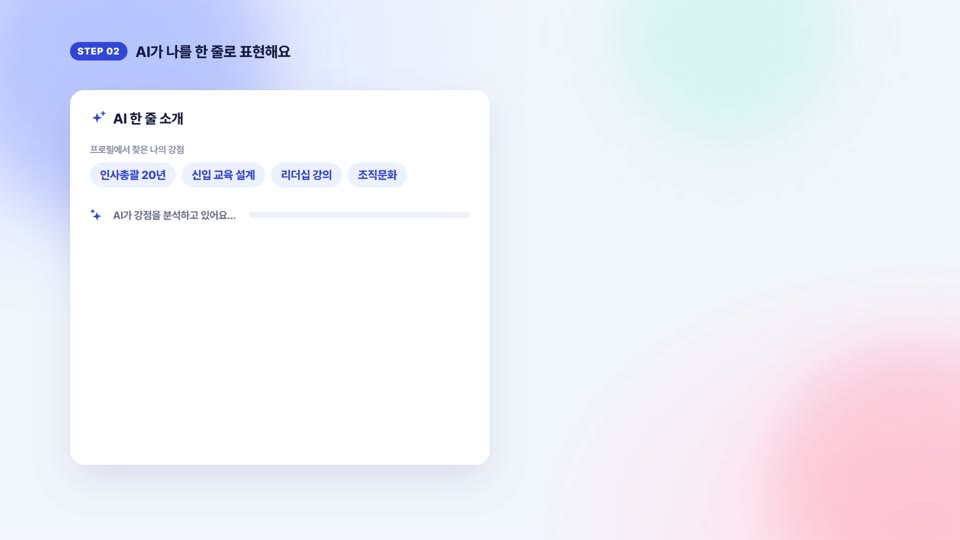 STEP 02 AI가 나를 한 줄로 표현해요
AI 한 줄 소개
프로필에서 찾은 나의 강점
인사총괄 20년 신입 교육 설계 리더십 강의 조직문화
AI가 강점을 분석하고 있어요...